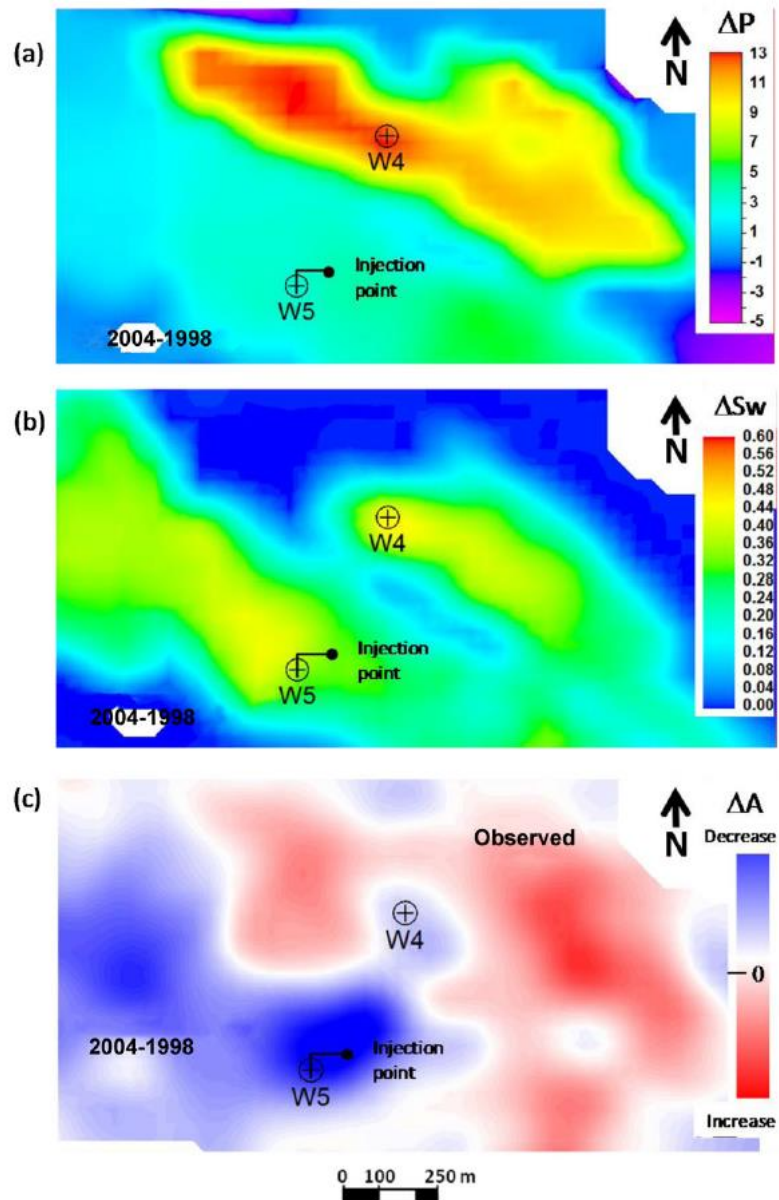 (a)
ΔP
N
13
11
9
7
5
3
1
-1
-3
-5
W4
Injection
point
W5
2004-1998
(b)
ΔSw
N
0.60
0.56
0.52
0.48
0.44
0.40
0.36
0.32
0.28
0.24
0.20
0.16
0.12
0.08
0.04
0.00
W4
Injection
point
W5
2004-1998
(c)
ΔA
N
Decrease
Observed
W4
0
2004-1998
Injection
point
W5
Increase
0 100 250 m